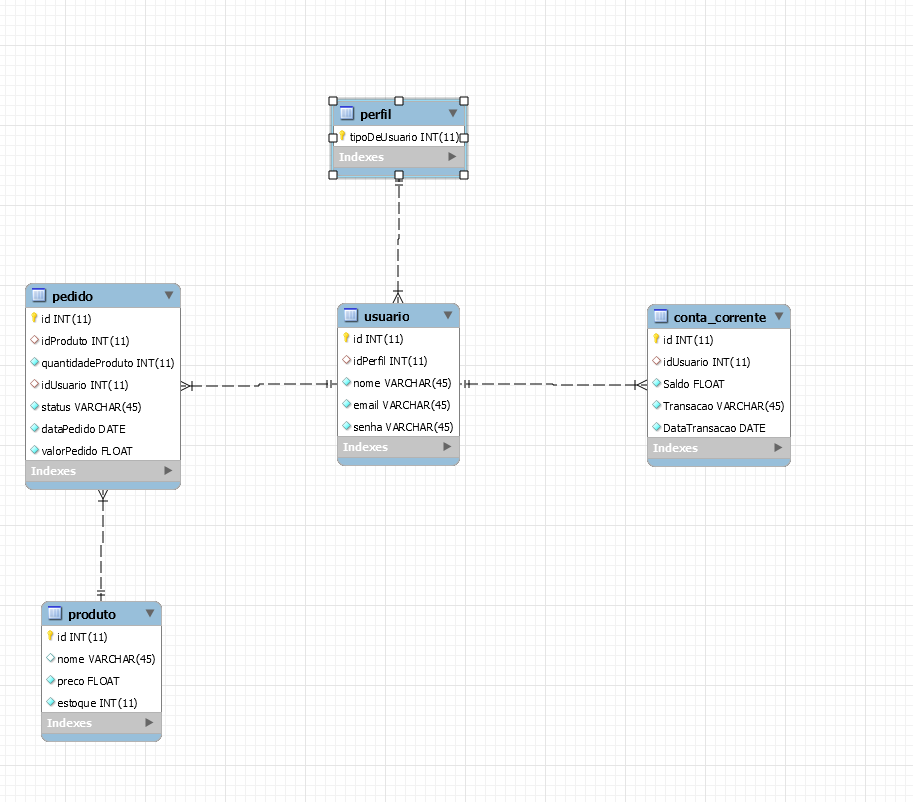 perfil
tipoDeUsuario INT(11)
Indexes
pedido
id INT(11)
idProduto INT(11)
quantidadeProduto INT(11)
idUsuario INT(11)
status VARCHAR(45)
dataPedido DATE
valorPedido FLOAT
Indexes
usuario
id INT(11)
idPerfil INT(11)
nome VARCHAR(45)
email VARCHAR(45)
senha VARCHAR(45)
Indexes
conta_corrente
id INT(11)
idUsuario INT(11)
Saldo FLOAT
Transacao VARCHAR(45)
DataTransacao DATE
Indexes
produto
id INT(11)
nome VARCHAR(45)
preco FLOAT
estoque INT(11)
Indexes